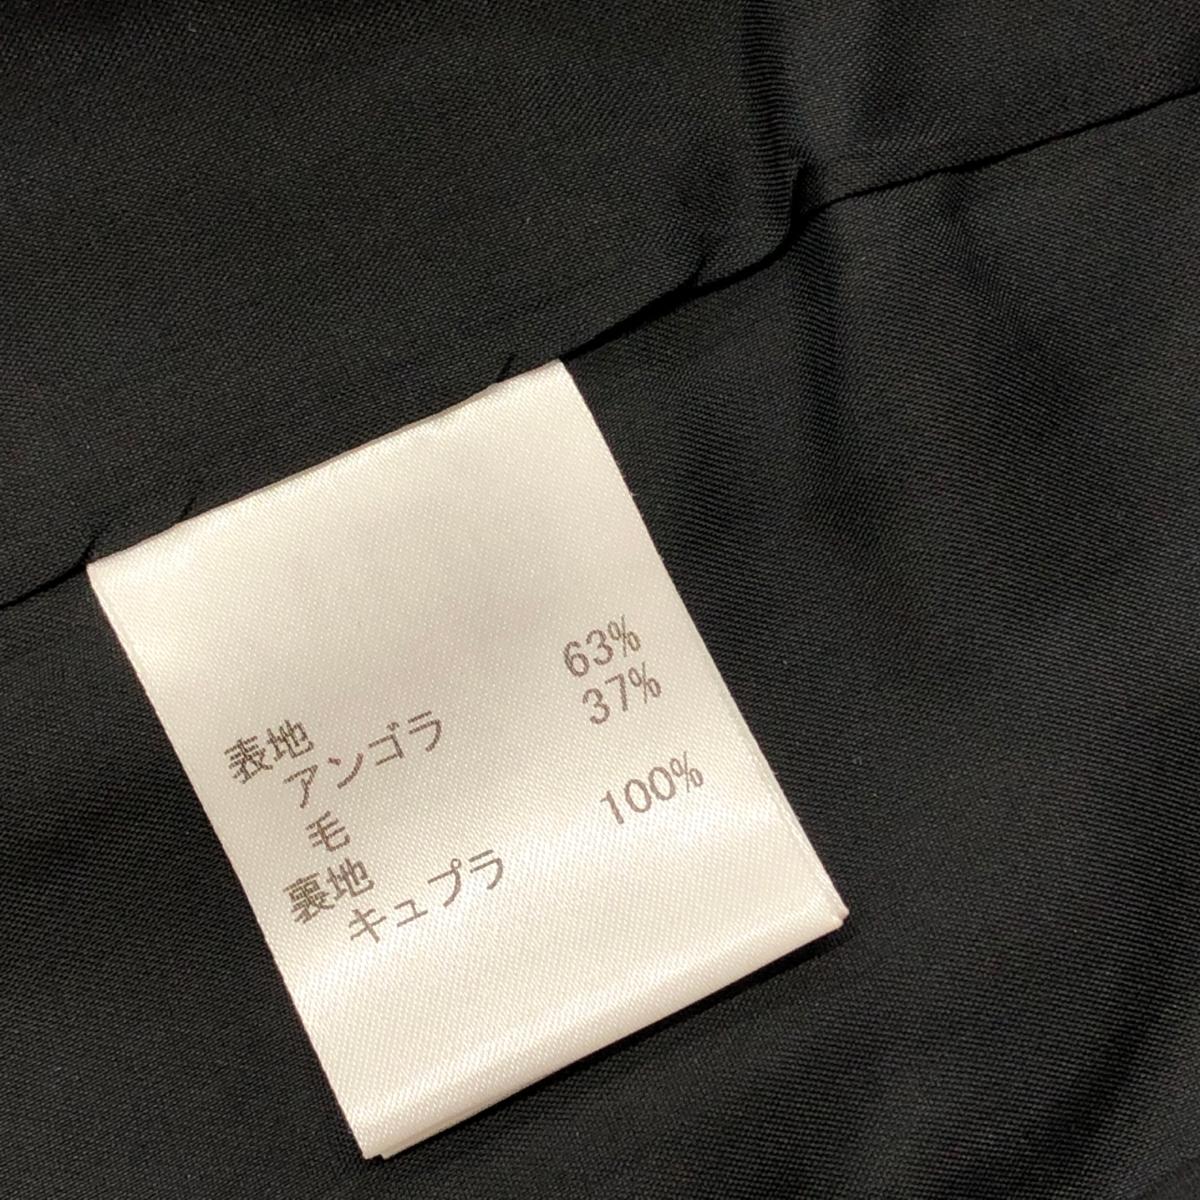 表地
アンゴラ 63%
毛 37%
裏地
キュプラ 100%